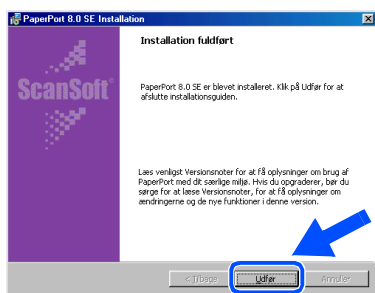 PaperPort 8.0 SE Installation
Installation fuldført
ScanSoft®
PaperPort 8.0 SE er blevet installeret. Klik på Udfør for at
afslutte installationsguiden.
Læs venligst Versionsnoter for at få oplysninger om brug af
PaperPort med dit særlige miljø. Hvis du opgraderer, bør du
sørge for at læse Versionsnoter, for at få oplysninger om
ændringerne og de nye funktioner i denne version.
< Tilbage
Udfør
Annuller